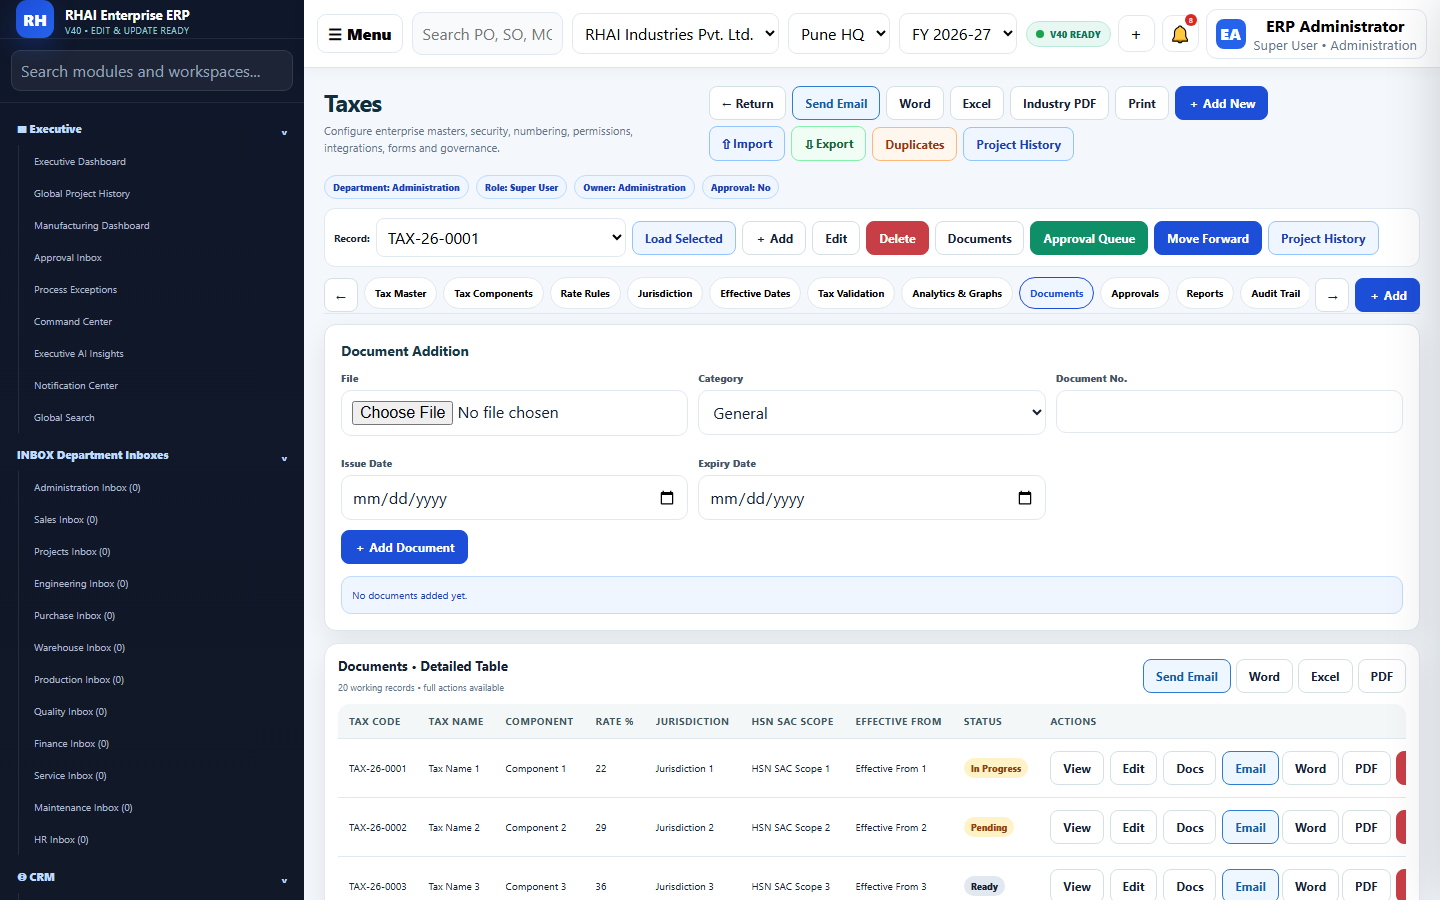 RH
RHAI Enterprise ERP
V40 • EDIT & UPDATE READY
Search modules and workspaces...
Executive
Executive Dashboard
Global Project History
Manufacturing Dashboard
Approval Inbox
Process Exceptions
Command Center
Executive AI Insights
Notification Center
Global Search
INBOX Department Inboxes
Administration Inbox (0)
Sales Inbox (0)
Projects Inbox (0)
Engineering Inbox (0)
Purchase Inbox (0)
Warehouse Inbox (0)
Production Inbox (0)
Quality Inbox (0)
Finance Inbox (0)
Service Inbox (0)
Maintenance Inbox (0)
HR Inbox (0)
CRM
☰ Menu
Search PO, SO, MO
RHAI Industries Pvt. Ltd.
Pune HQ
FY 2026-27
V40 READY
+
8
EA
ERP Administrator
Super User • Administration
Taxes
Configure enterprise masters, security, numbering, permissions,
integrations, forms and governance.
← Return
Send Email
Word
Excel
Industry PDF
Print
+ Add New
⇧ Import
⇩ Export
Duplicates
Project History
Department: Administration
Role: Super User
Owner: Administration
Approval: No
Record:
TAX-26-0001
Load Selected
+ Add
Edit
Delete
Documents
Approval Queue
Move Forward
Project History
←
Tax Master
Tax Components
Rate Rules
Jurisdiction
Effective Dates
Tax Validation
Analytics & Graphs
Documents
Approvals
Reports
Audit Trail
→
+ Add
Document Addition
File
Category
Document No.
Choose File No file chosen
General
Issue Date
Expiry Date
mm/dd/yyyy
mm/dd/yyyy
+ Add Document
No documents added yet.
Documents • Detailed Table
20 working records • full actions available
Send Email
Word
Excel
PDF
TAX CODE TAX NAME COMPONENT RATE % JURISDICTION HSN SAC SCOPE EFFECTIVE FROM STATUS ACTIONS
TAX-26-0001 Tax Name 1 Component 1 22 Jurisdiction 1 HSN SAC Scope 1 Effective From 1 In Progress View Edit Docs Email Word PDF
TAX-26-0002 Tax Name 2 Component 2 29 Jurisdiction 2 HSN SAC Scope 2 Effective From 2 Pending View Edit Docs Email Word PDF
TAX-26-0003 Tax Name 3 Component 3 36 Jurisdiction 3 HSN SAC Scope 3 Effective From 3 Ready View Edit Docs Email Word PDF